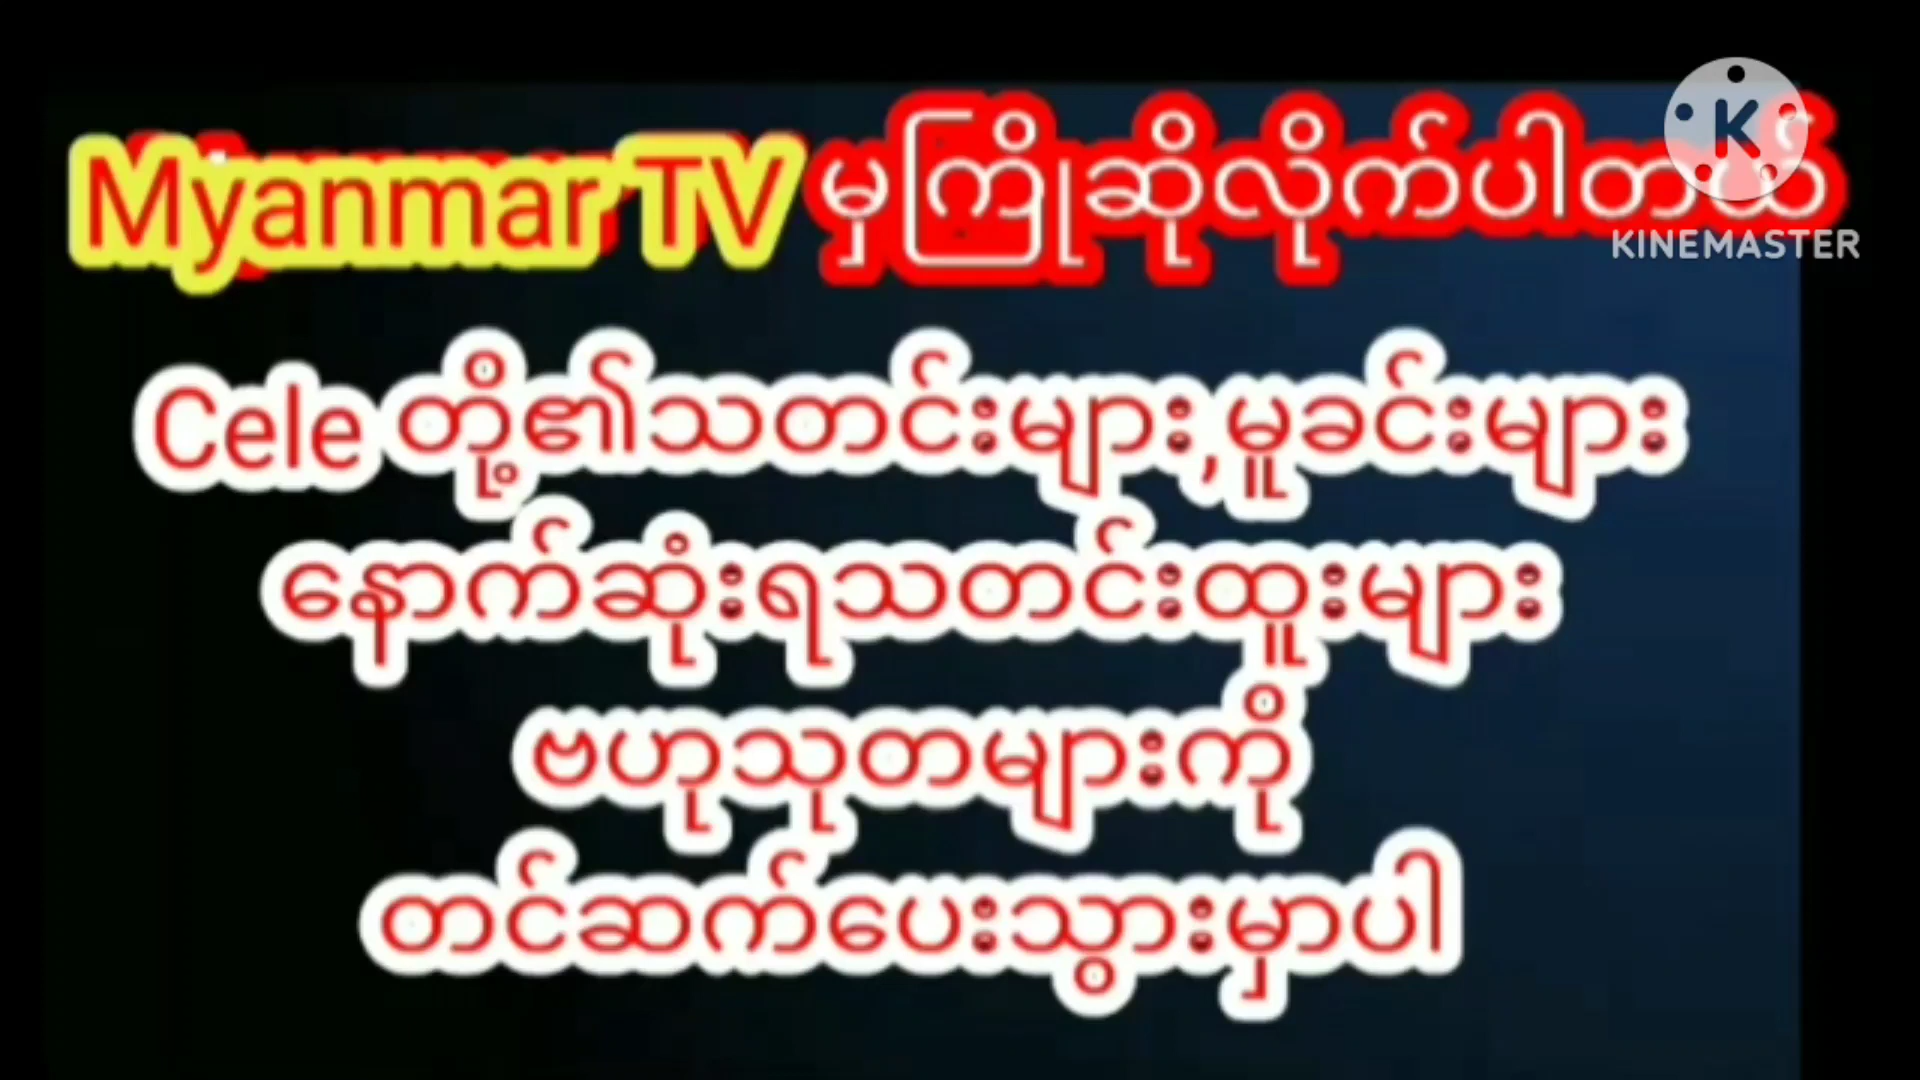 Myanmar TV မှကြိုဆိုလိုက်ပါတယ်
KINEMASTER
Cele တို့၏သတင်းများ,မူခင်းများ
နောက်ဆုံးရသတင်းထူးများ
ဗဟုသုတများကို
တင်ဆက်ပေးသွားမှာပါ